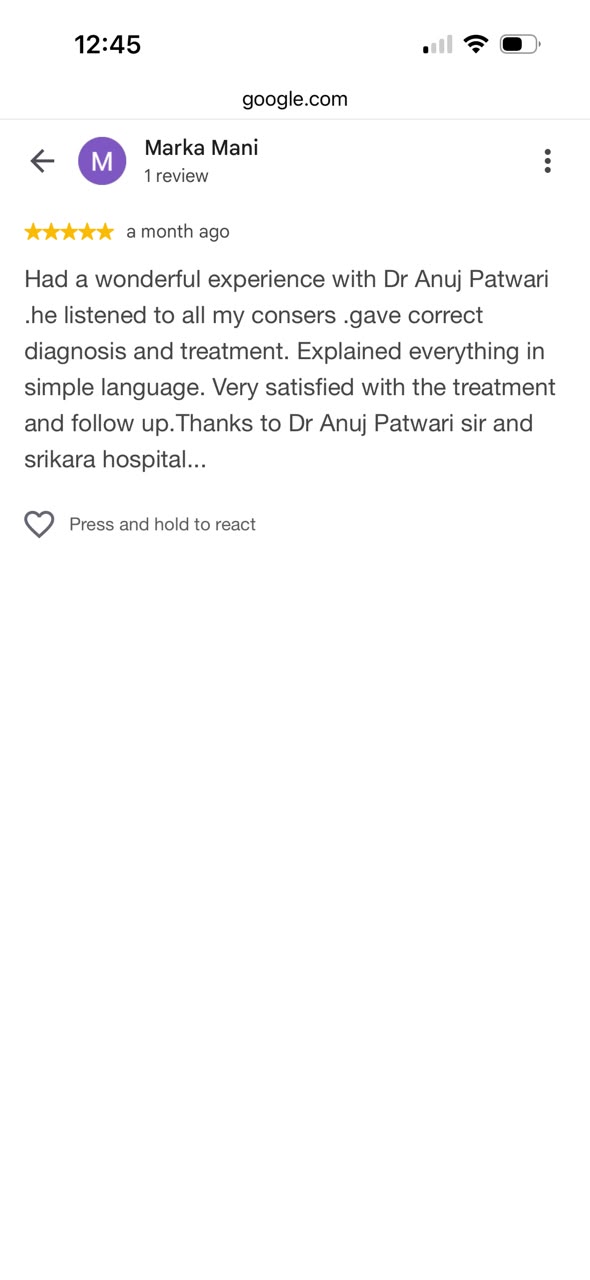 12:45
google.com
M
Marka Mani
1 review
a month ago
Had a wonderful experience with Dr Anuj Patwari
.he listened to all my consers .gave correct
diagnosis and treatment. Explained everything in
simple language. Very satisfied with the treatment
and follow up.Thanks to Dr Anuj Patwari sir and
srikara hospital...
Press and hold to react